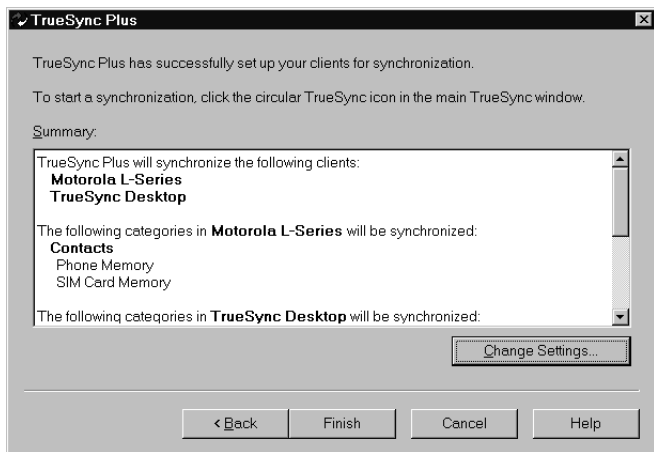 TrueSync Plus
TrueSync Plus has successfully set up your clients for synchronization.
To start a synchronization, click the circular TrueSync icon in the main TrueSync window.
Summary:
TrueSync Plus will synchronize the following clients:
Motorola L-Series
TrueSync Desktop
The following categories in Motorola L-Series will be synchronized:
Contacts
Phone Memory
SIM Card Memory
The following categories in TrueSync Desktop will be synchronized:
Change Settings...
< Back Finish Cancel Help